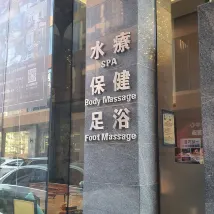 水療
SPA
保健
Body Massage
足浴
Foot Massage